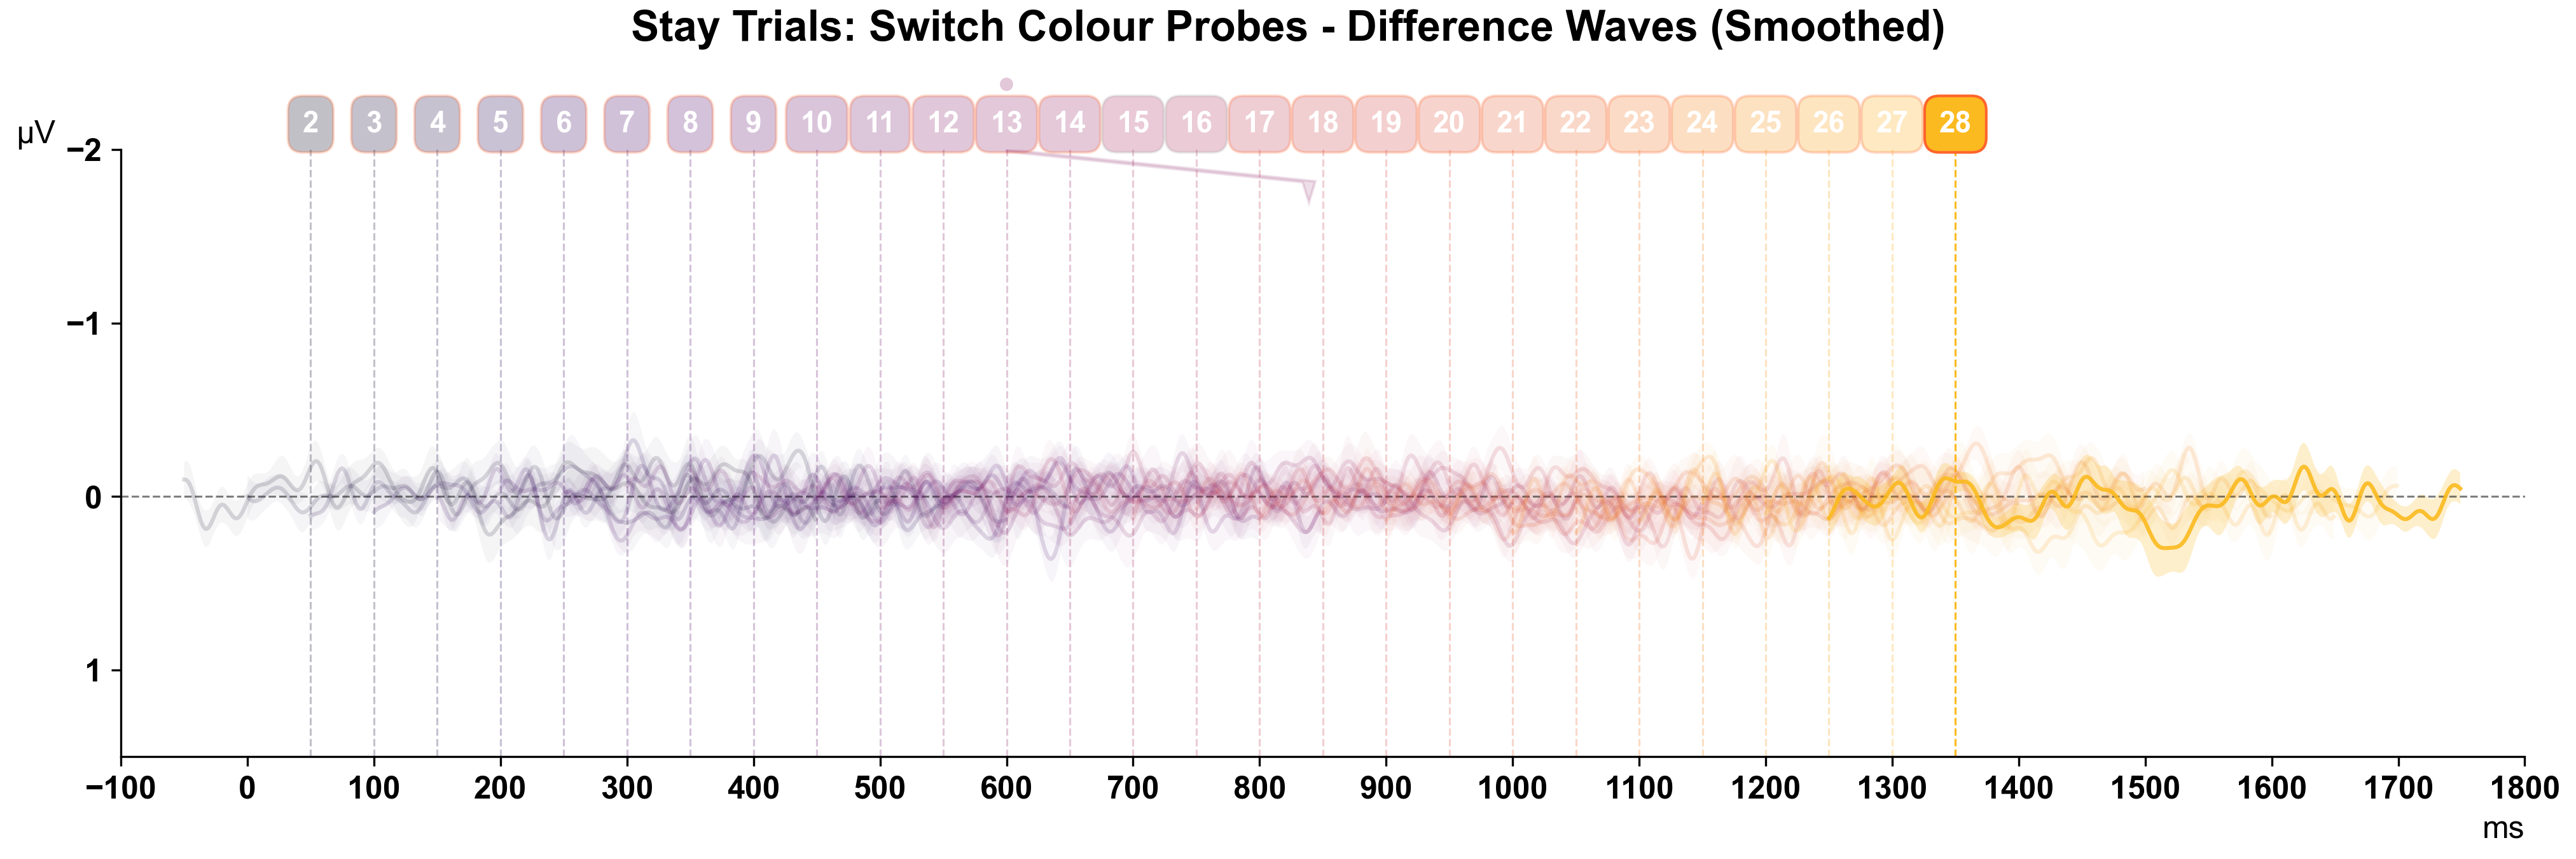 Stay Trials: Switch Colour Probes - Difference Waves (Smoothed)
2 3 4 5 6 7 8 9 10 11 12 13 14 15 16 17 18 19 20 21 22 23 24 25 26 27 28
µV
−2
−1
0
1
−100 0 100 200 300 400 500 600 700 800 900 1000 1100 1200 1300 1400 1500 1600 1700 1800
ms